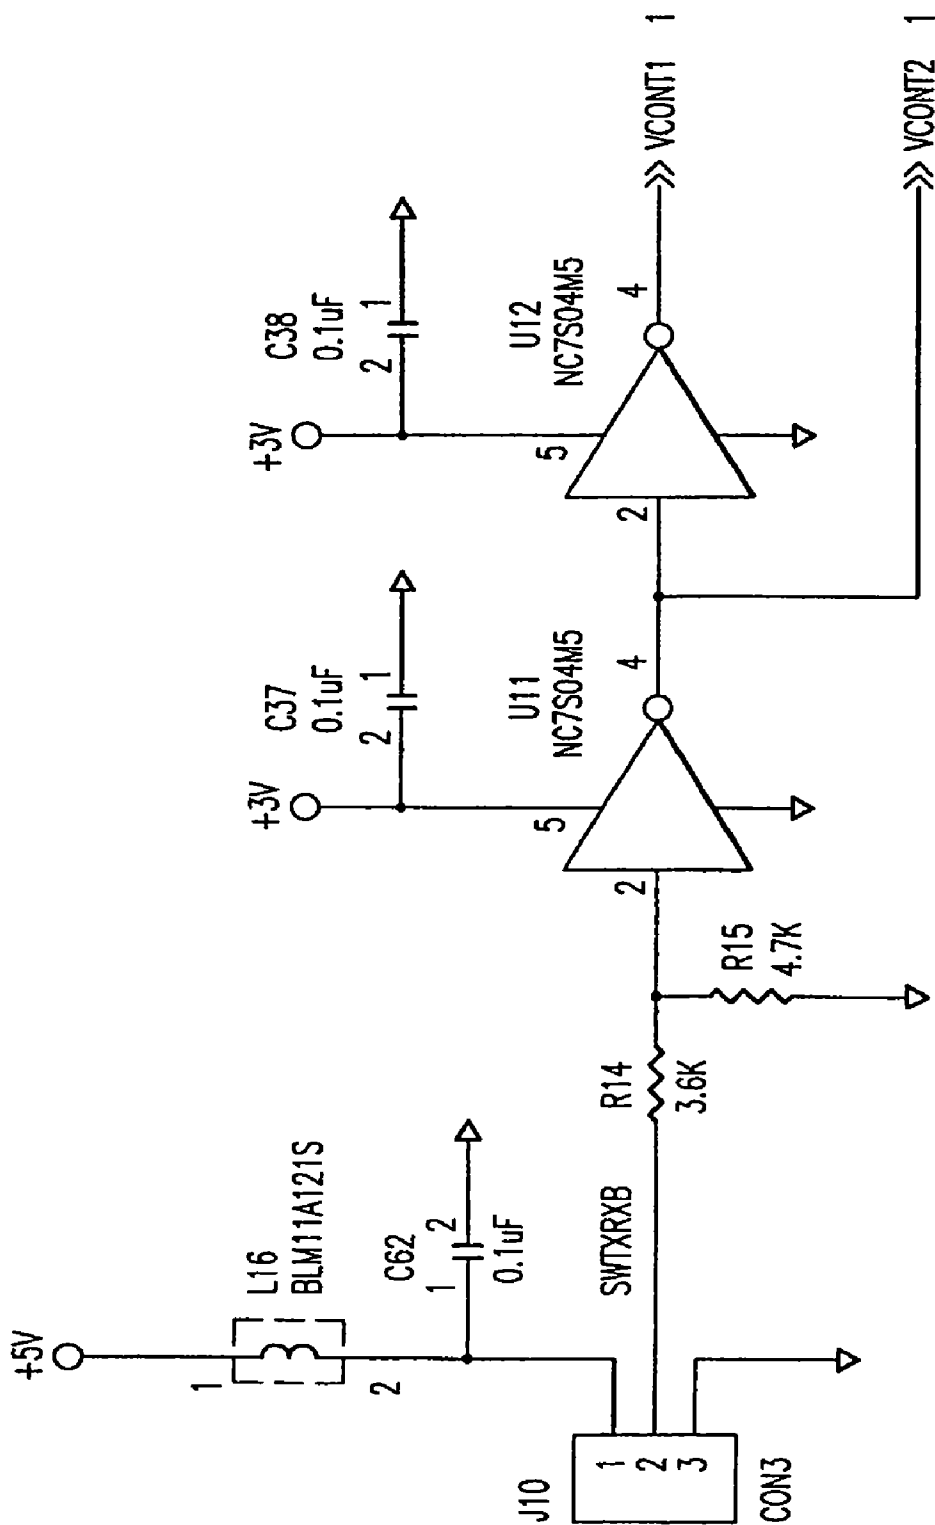 +5V
1
L16
BLM11A121S
2
C62
1 2
0.1uF
J10
1
2
3
CON3
SWTXRXB
R14
3.6K
R15
4.7K
+3V
C37
0.1uF
2 1
5
U11
NC7S04M5
2
4
+3V
C38
0.1uF
2 1
5
U12
NC7S04M5
2
4
VCONT1 1
VCONT2 1